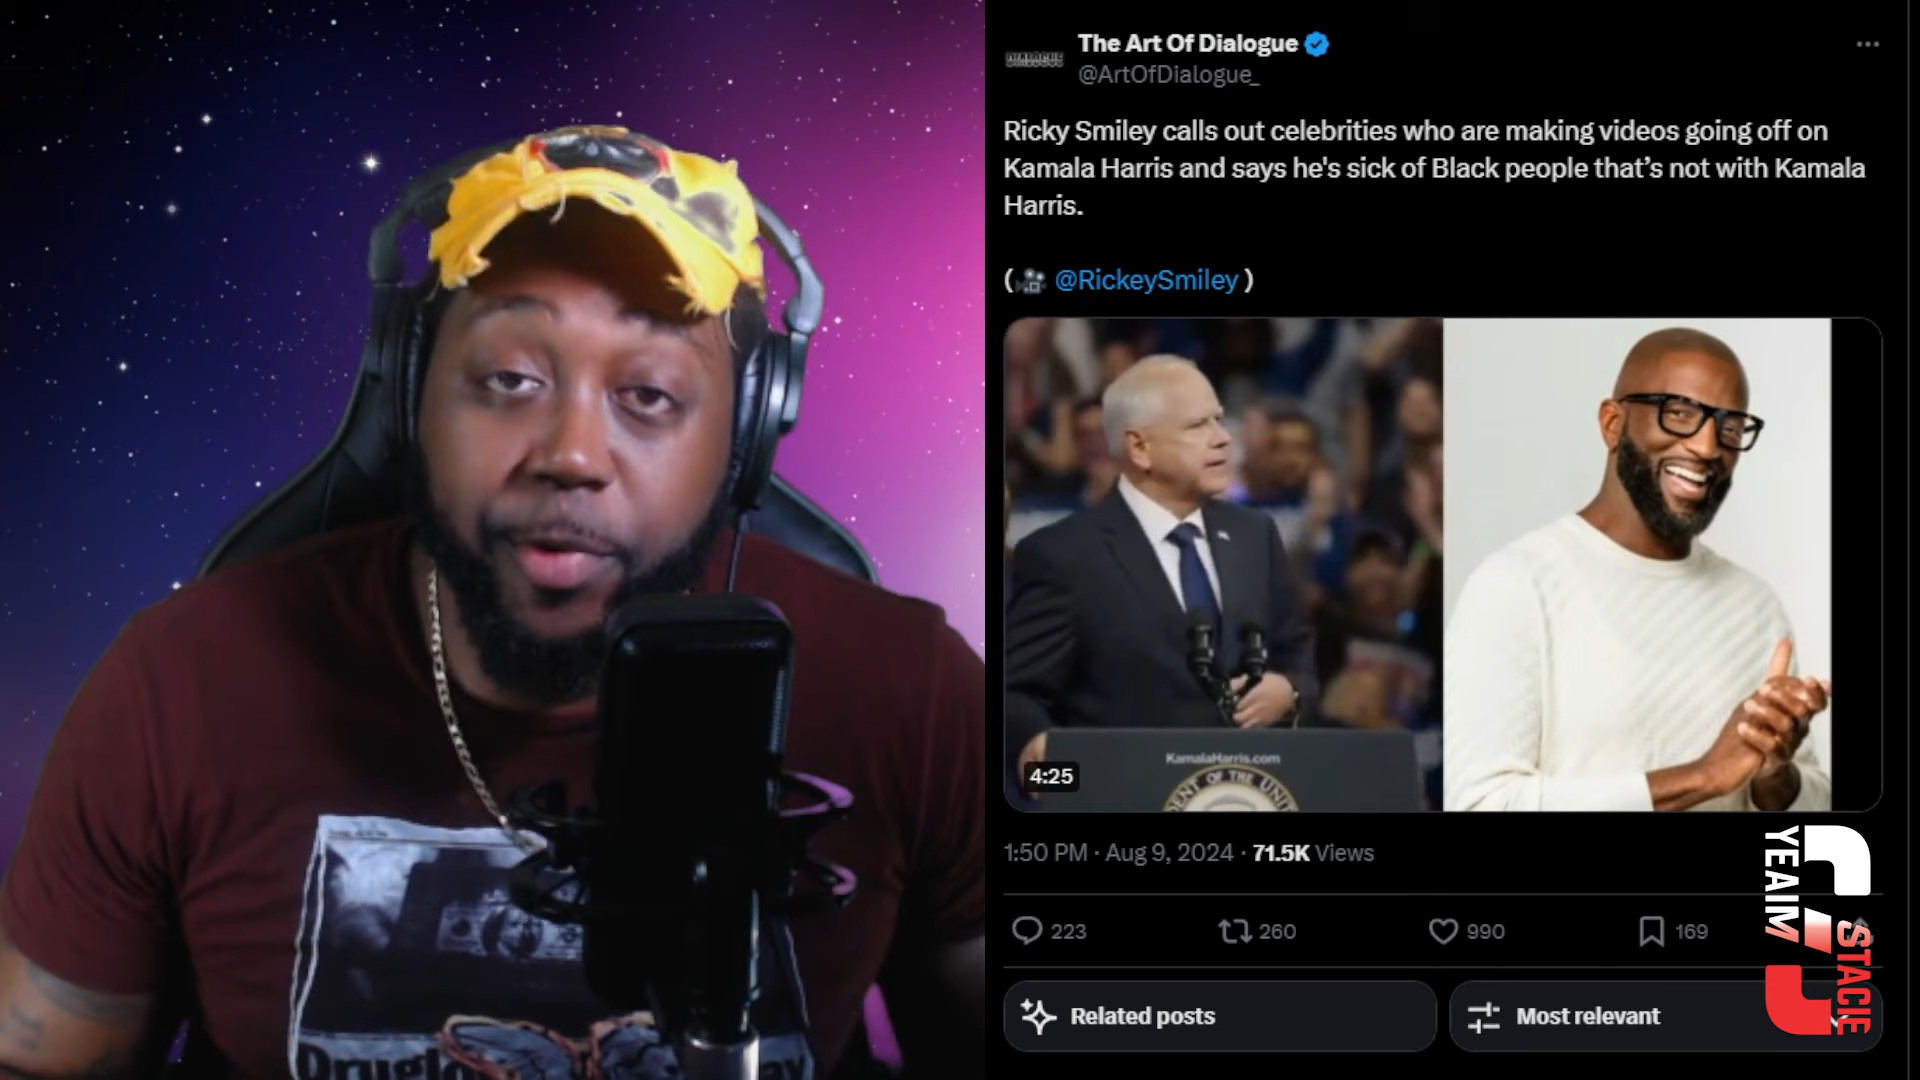 The Art Of Dialogue
@ArtOfDialogue_
Ricky Smiley calls out celebrities who are making videos going off on
Kamala Harris and says he's sick of Black people that’s not with Kamala
Harris.
(🎥 @RickeySmiley )
KamalaHarris.com
4:25
1:50 PM · Aug 9, 2024 · 71.5K Views
223 260 990 169
Related posts
Most relevant
YEAIM
STACIE